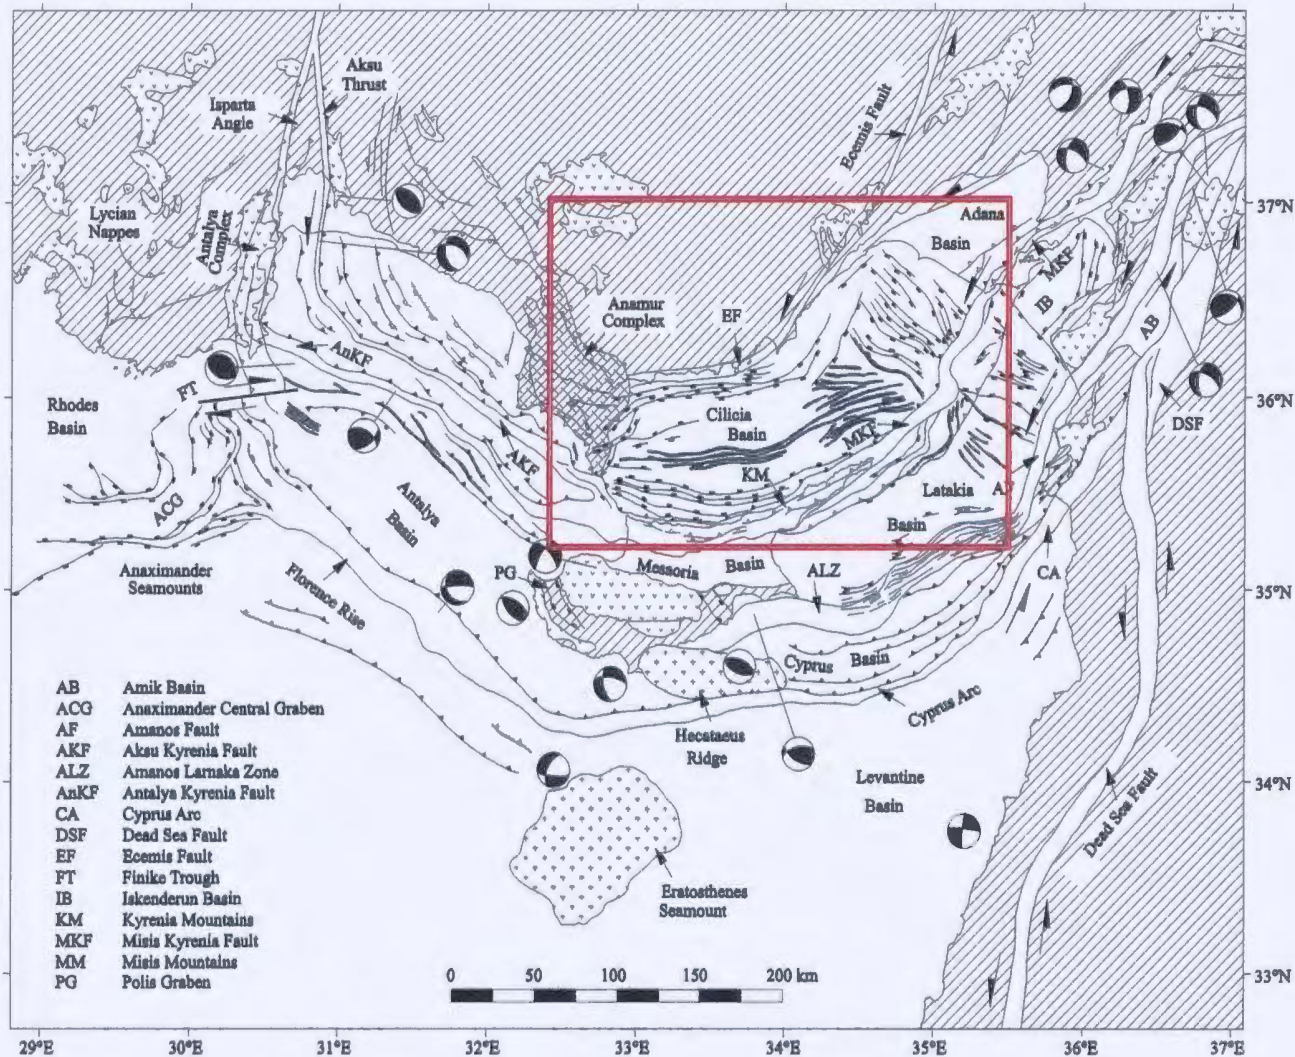 Aksu
Thrust
Isparta
Angle
Ecemis Fault
Lycian
Nappes
Antalya
Complex
Adana
Basin
37°N
MKF
IB
AB
Anamur
Complex
EF
AnKF
FT
Rhodes
Basin
36°N
Cilicia
Basin
MKF
DSF
AKF
KM
Latakia
Basin
AF
ACG
Antalya
Basin
Anaximander
Seamounts
Florence Rise
PG
Messoria Basin
ALZ
CA
35°N
Cyprus Basin
Cyprus Arc
Hecataeus
Ridge
Levantine
Basin
34°N
Dead Sea Fault
Eratosthenes
Seamount
AB Amik Basin
ACG Anaximander Central Graben
AF Amanos Fault
AKF Aksu Kyrenia Fault
ALZ Amanos Larnaka Zone
AnKF Antalya Kyrenia Fault
CA Cyprus Arc
DSF Dead Sea Fault
EF Ecemis Fault
FT Finike Trough
IB Iskenderun Basin
KM Kyrenia Mountains
MKF Misis Kyrenia Fault
MM Misis Mountains
PG Polis Graben
0 50 100 150 200 km
33°N
29°E 30°E 31°E 32°E 33°E 34°E 35°E 36°E 37°E